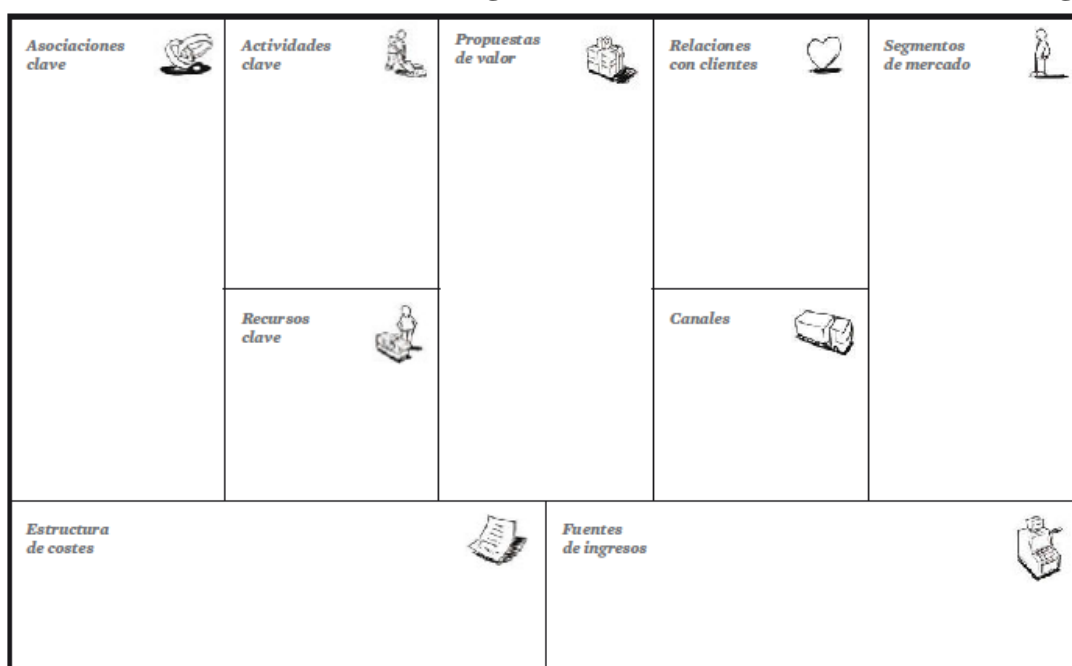 Asociaciones
clave
Actividades
clave
Propuestas
de valor
Relaciones
con clientes
Segmentos
de mercado
Recursos
clave
Canales
Estructura
de costes
Fuentes
de ingresos